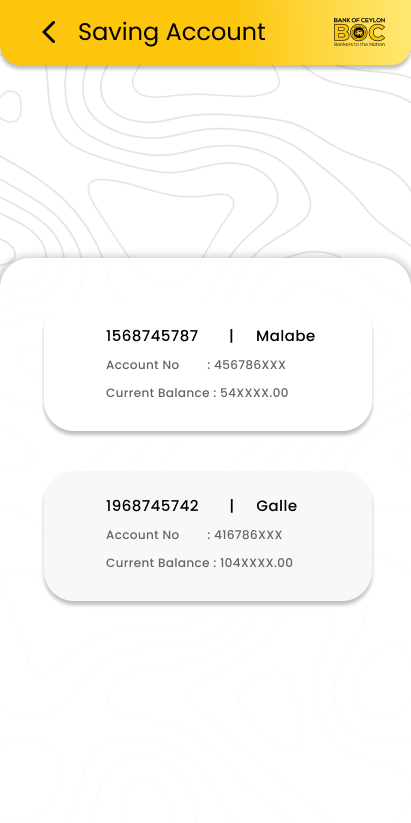 Saving Account
BANK OF CEYLON
BOC
Bankers to the Nation
1568745787 | Malabe
Account No : 456786XXX
Current Balance : 54XXXX.00
1968745742 | Galle
Account No : 416786XXX
Current Balance : 104XXXX.00